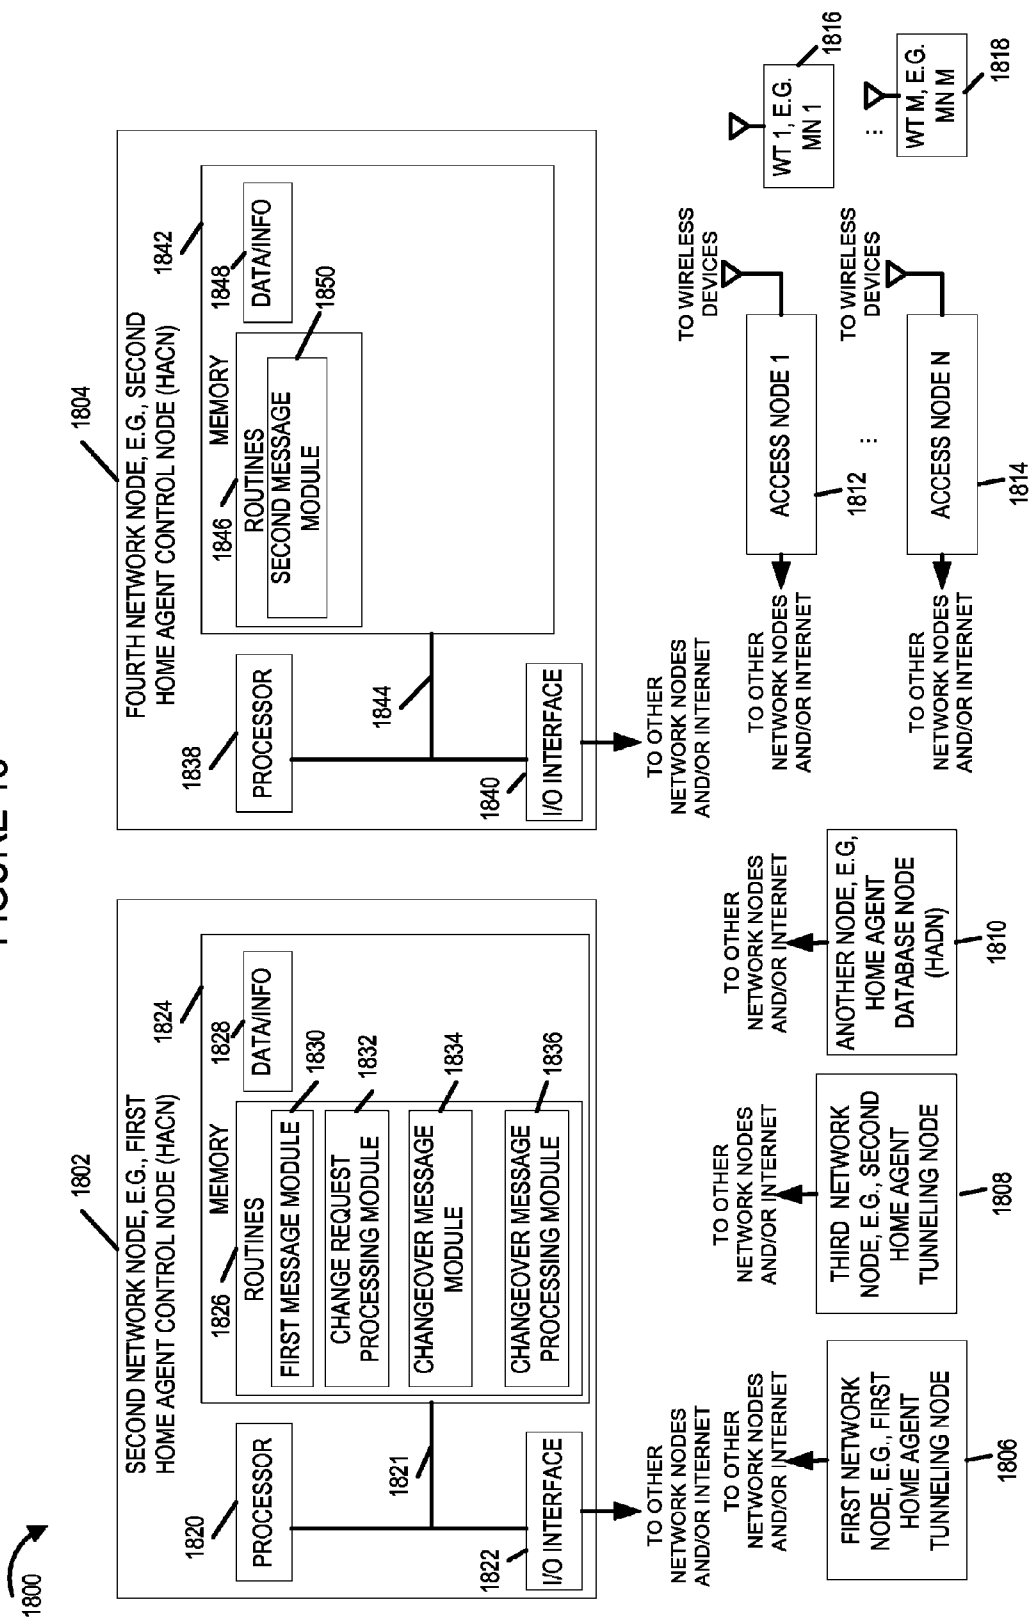 1800
1802
SECOND NETWORK NODE, E.G., FIRST
HOME AGENT CONTROL NODE (HACN)
1820
PROCESSOR
1821
1822
I/O INTERFACE
TO OTHER
NETWORK NODES
AND/OR INTERNET
1824
MEMORY
1826
ROUTINES
1828
DATA/INFO
FIRST MESSAGE MODULE
1830
CHANGE REQUEST
PROCESSING MODULE
1832
CHANGEOVER MESSAGE
MODULE
1834
CHANGEOVER MESSAGE
PROCESSING MODULE
1836
1804
FOURTH NETWORK NODE, E.G., SECOND
HOME AGENT CONTROL NODE (HACN)
1838
PROCESSOR
1844
1840
I/O INTERFACE
TO OTHER
NETWORK NODES
AND/OR INTERNET
1842
MEMORY
1846
ROUTINES
1848
DATA/INFO
SECOND MESSAGE
MODULE
1850
TO OTHER
NETWORK NODES
AND/OR INTERNET
FIRST NETWORK
NODE, E.G., FIRST
HOME AGENT
TUNNELING NODE
1806
TO OTHER
NETWORK NODES
AND/OR INTERNET
THIRD NETWORK
NODE, E.G., SECOND
HOME AGENT
TUNNELING NODE
1808
TO OTHER
NETWORK NODES
AND/OR INTERNET
ANOTHER NODE, E.G,
HOME AGENT
DATABASE NODE
(HADN)
1810
TO OTHER
NETWORK NODES
AND/OR INTERNET
ACCESS NODE 1
1812
TO WIRELESS
DEVICES
...
TO OTHER
NETWORK NODES
AND/OR INTERNET
ACCESS NODE N
1814
TO WIRELESS
DEVICES
WT 1, E.G.
MN 1
1816
...
WT M, E.G.
MN M
1818